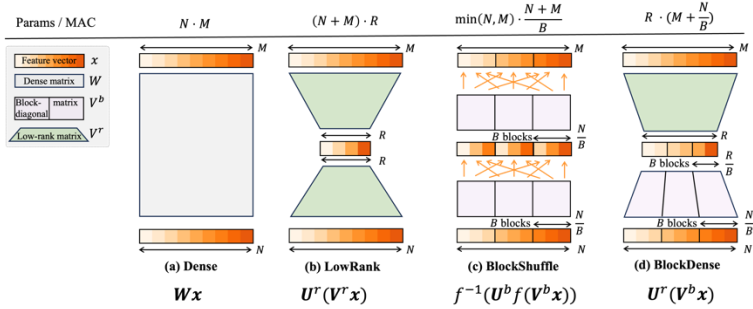 Params / MAC
N · M
(N + M) · R
min(N, M) · (N + M)/B
R · (M + N/B)
Feature vector x
Dense matrix W
Block-diagonal matrix V^b
Low-rank matrix V^r
M
M
M
M
R
R
R
B blocks N/B
B blocks R/B
B blocks N/B
B blocks N/B
N
N
N
N
(a) Dense
(b) LowRank
(c) BlockShuffle
(d) BlockDense
Wx
U^r(V^r x)
f^{-1}(U^b f(V^b x))
U^r(V^b x)